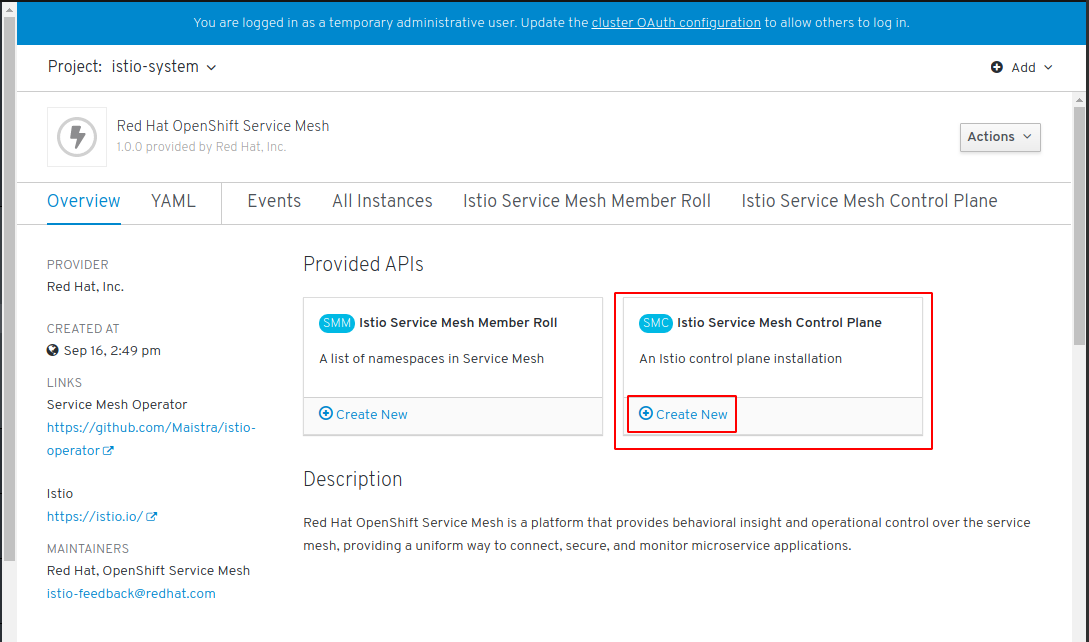 You are logged in as a temporary administrative user. Update the cluster OAuth configuration to allow others to log in.
Project: istio-system
Add
Red Hat OpenShift Service Mesh
1.0.0 provided by Red Hat, Inc.
Actions
Overview YAML Events All Instances Istio Service Mesh Member Roll Istio Service Mesh Control Plane
PROVIDER
Red Hat, Inc.
CREATED AT
Sep 16, 2:49 pm
LINKS
Service Mesh Operator
https://github.com/Maistra/istio-
operator
Istio
https://istio.io/
MAINTAINERS
Red Hat, OpenShift Service Mesh
istio-feedback@redhat.com
Provided APIs
SMM Istio Service Mesh Member Roll
A list of namespaces in Service Mesh
Create New
SMC Istio Service Mesh Control Plane
An Istio control plane installation
Create New
Description
Red Hat OpenShift Service Mesh is a platform that provides behavioral insight and operational control over the service
mesh, providing a uniform way to connect, secure, and monitor microservice applications.